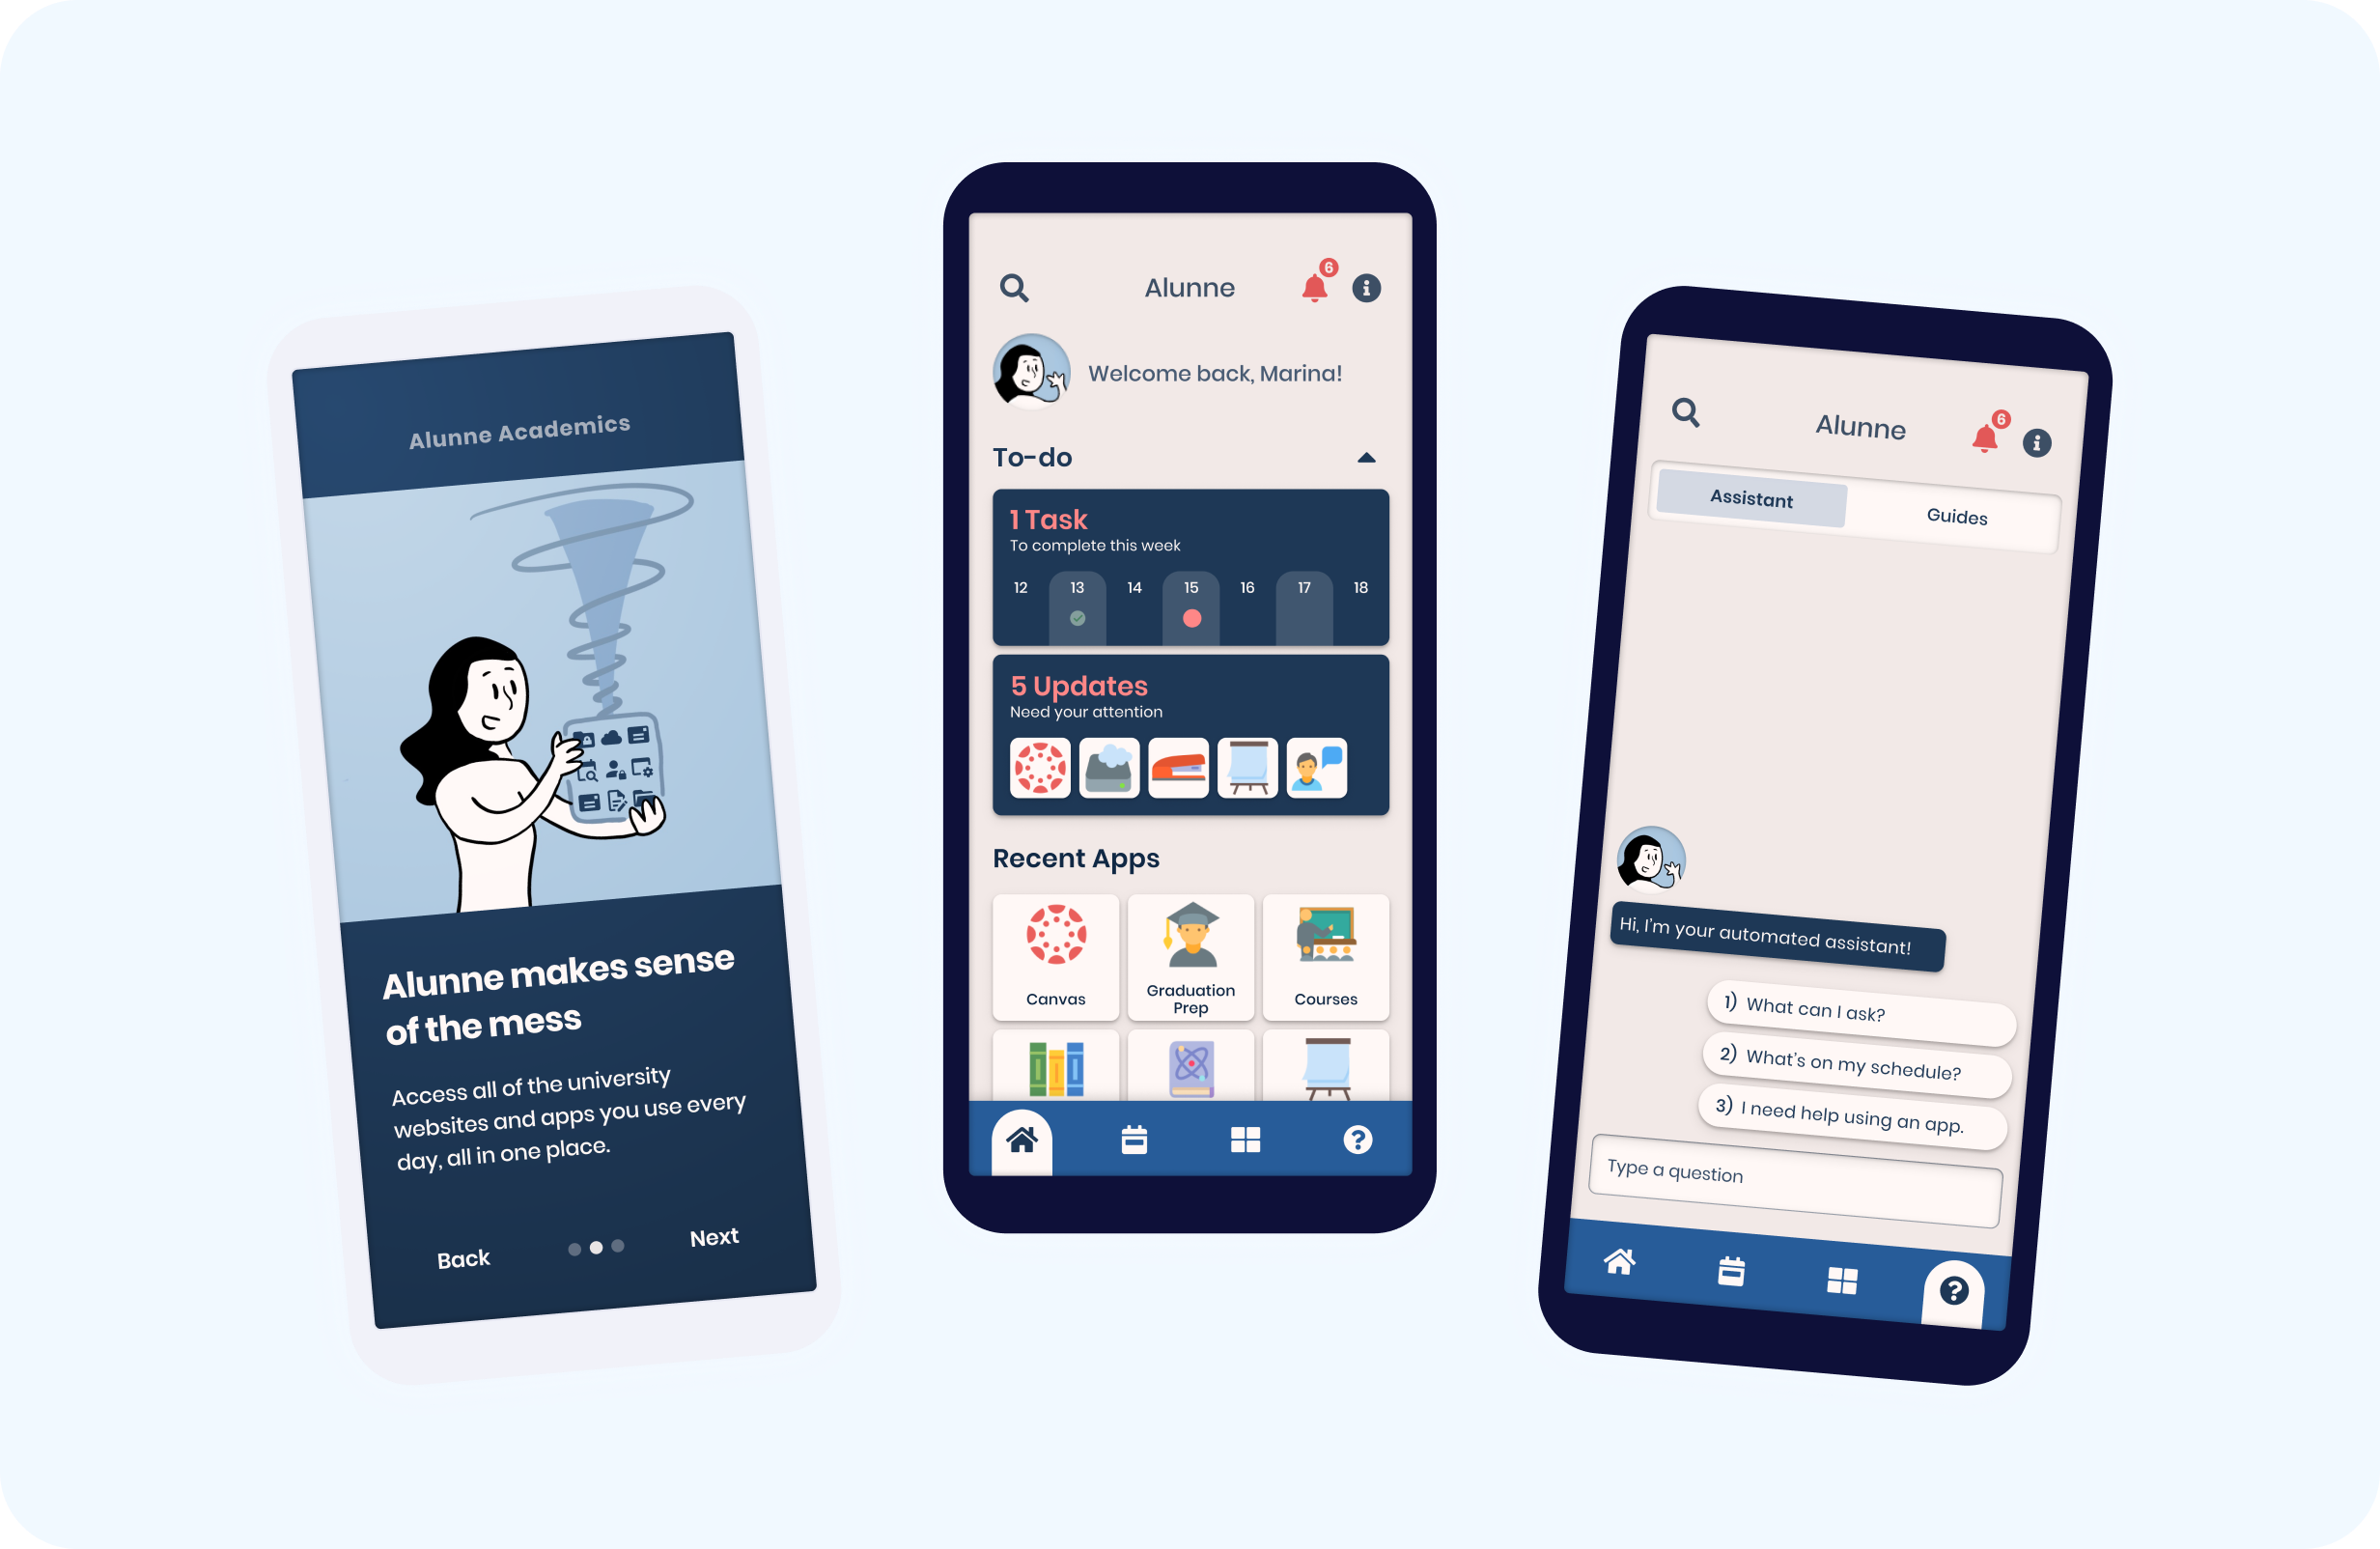 Alunne Academics
Alunne makes sense
of the mess
Access all of the university
websites and apps you use every
day, all in one place.
Back
Next
Alunne
6
Welcome back, Marina!
To-do
1 Task
To complete this week
12 13 14 15 16 17 18
5 Updates
Need your attention
Recent Apps
Canvas
Graduation
Prep
Courses
Alunne
6
Assistant
Guides
Hi, I'm your automated assistant!
1) What can I ask?
2) What's on my schedule?
3) I need help using an app.
Type a question